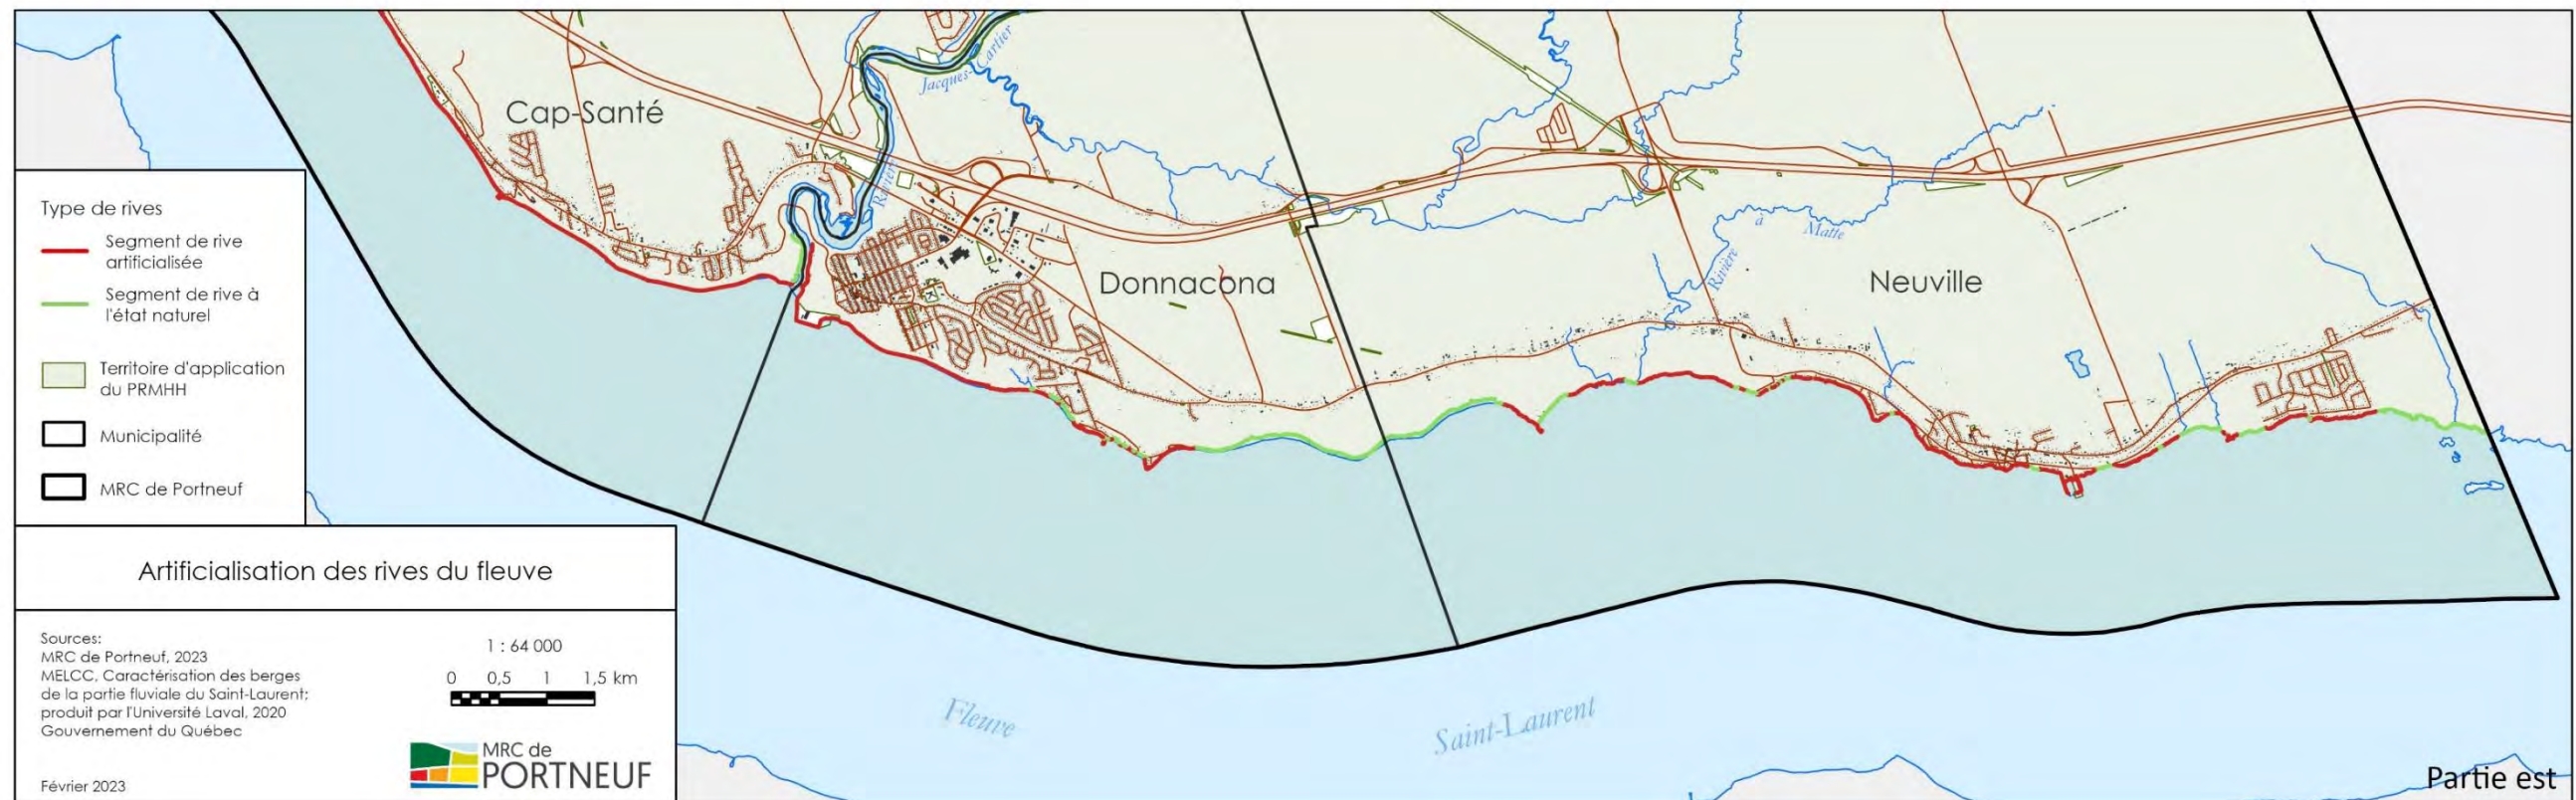 Cap-Santé
Jacques-Cartier
Rivière
Donnacona
Rivière
à
Matte
Neuville
Type de rives
Segment de rive
artificialisée
Segment de rive à
l'état naturel
Territoire d'application
du PRMHH
Municipalité
MRC de Portneuf
Artificialisation des rives du fleuve
Sources:
MRC de Portneuf, 2023
MELCC, Caractérisation des berges
de la partie fluviale du Saint-Laurent;
produit par l'Université Laval, 2020
Gouvernement du Québec
Février 2023
1 : 64 000
0 0,5 1 1,5 km
MRC de
PORTNEUF
Fleuve
Saint-Laurent
Partie est